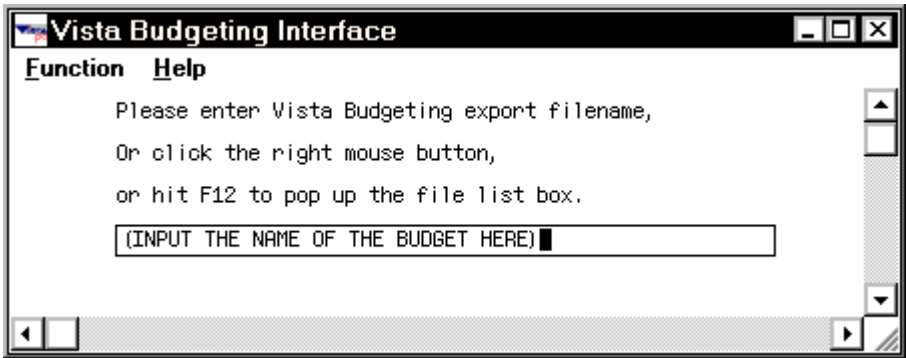 Vista Budgeting Interface
Function Help
Please enter Vista Budgeting export filename,
Or click the right mouse button,
or hit F12 to pop up the file list box.
(INPUT THE NAME OF THE BUDGET HERE)